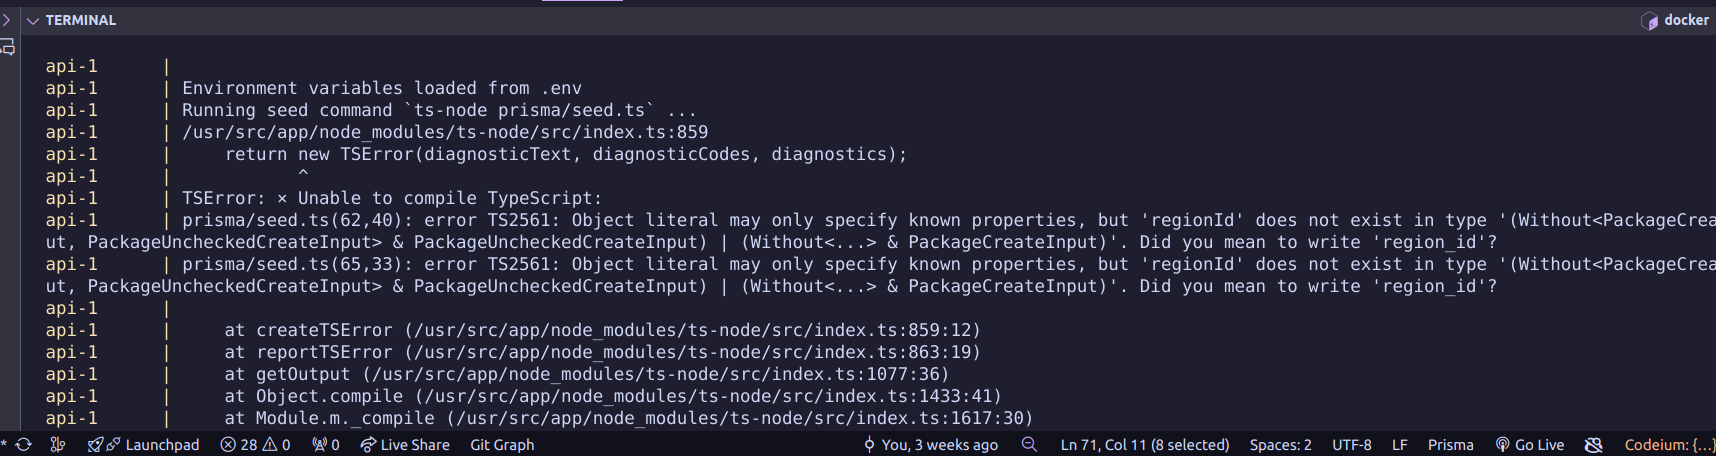 TERMINAL
docker
api-1 |
api-1 | Environment variables loaded from .env
api-1 | Running seed command `ts-node prisma/seed.ts` ...
api-1 | /usr/src/app/node_modules/ts-node/src/index.ts:859
api-1 |     return new TSError(diagnosticText, diagnosticCodes, diagnostics);
api-1 |            ^
api-1 | TSError: × Unable to compile TypeScript:
api-1 | prisma/seed.ts(62,40): error TS2561: Object literal may only specify known properties, but 'regionId' does not exist in type '(Without<PackageCrea
ut, PackageUncheckedCreateInput> & PackageUncheckedCreateInput) | (Without<...> & PackageCreateInput)'. Did you mean to write 'region_id'?
api-1 | prisma/seed.ts(65,33): error TS2561: Object literal may only specify known properties, but 'regionId' does not exist in type '(Without<PackageCrea
ut, PackageUncheckedCreateInput> & PackageUncheckedCreateInput) | (Without<...> & PackageCreateInput)'. Did you mean to write 'region_id'?
api-1 |
api-1 |     at createTSError (/usr/src/app/node_modules/ts-node/src/index.ts:859:12)
api-1 |     at reportTSError (/usr/src/app/node_modules/ts-node/src/index.ts:863:19)
api-1 |     at getOutput (/usr/src/app/node_modules/ts-node/src/index.ts:1077:36)
api-1 |     at Object.compile (/usr/src/app/node_modules/ts-node/src/index.ts:1433:41)
api-1 |     at Module.m._compile (/usr/src/app/node_modules/ts-node/src/index.ts:1617:30)
* Launchpad 28 0 0 Live Share Git Graph You, 3 weeks ago Ln 71, Col 11 (8 selected) Spaces: 2 UTF-8 LF Prisma Go Live Codeium: {...}